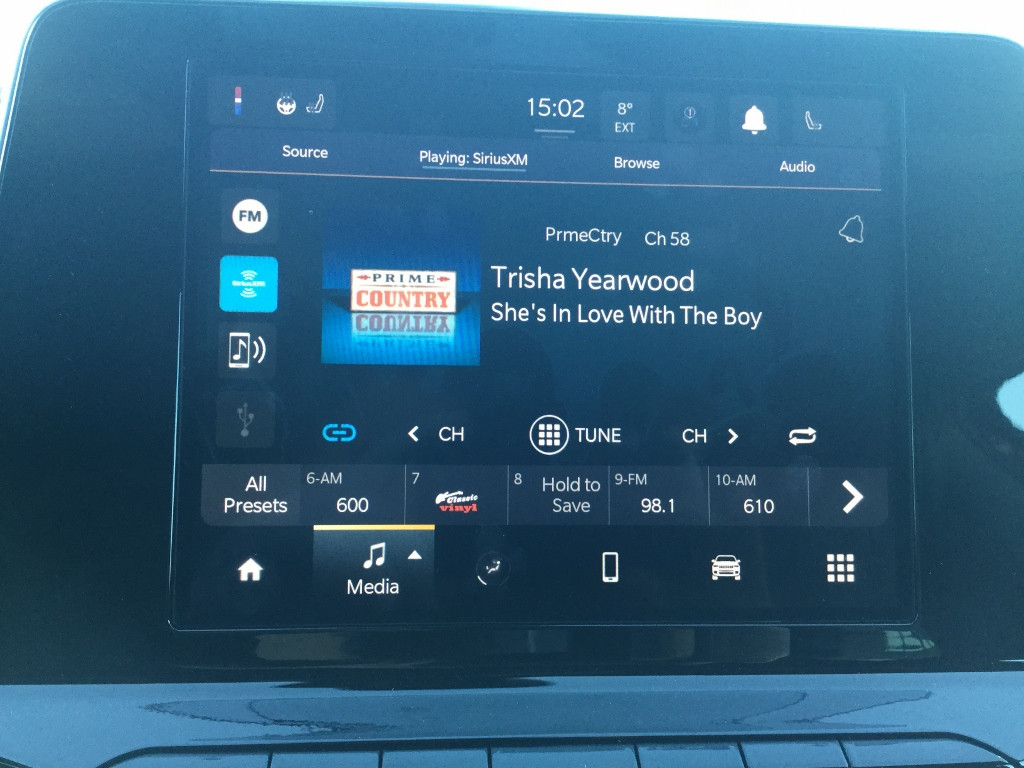 15:02
8°
EXT
Source
Playing: SiriusXM
Browse
Audio
FM
SiriusXM
PRIME
COUNTRY
PrmeCtry Ch 58
Trisha Yearwood
She's In Love With The Boy
CH
TUNE
CH
All
Presets
6-AM
600
7
Classic
vinyl
8
Hold to
Save
9-FM
98.1
10-AM
610
Media